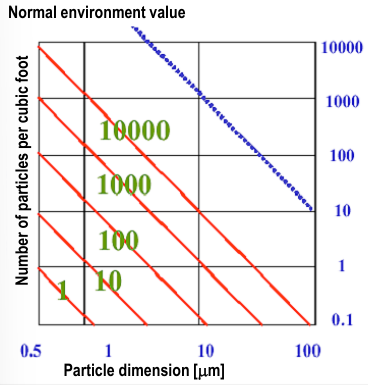 Normal environment value
Number of particles per cubic foot
10000
1000
100
10
1
0.1
10000
1000
100
10
1
0.5 1 10 100
Particle dimension [μm]